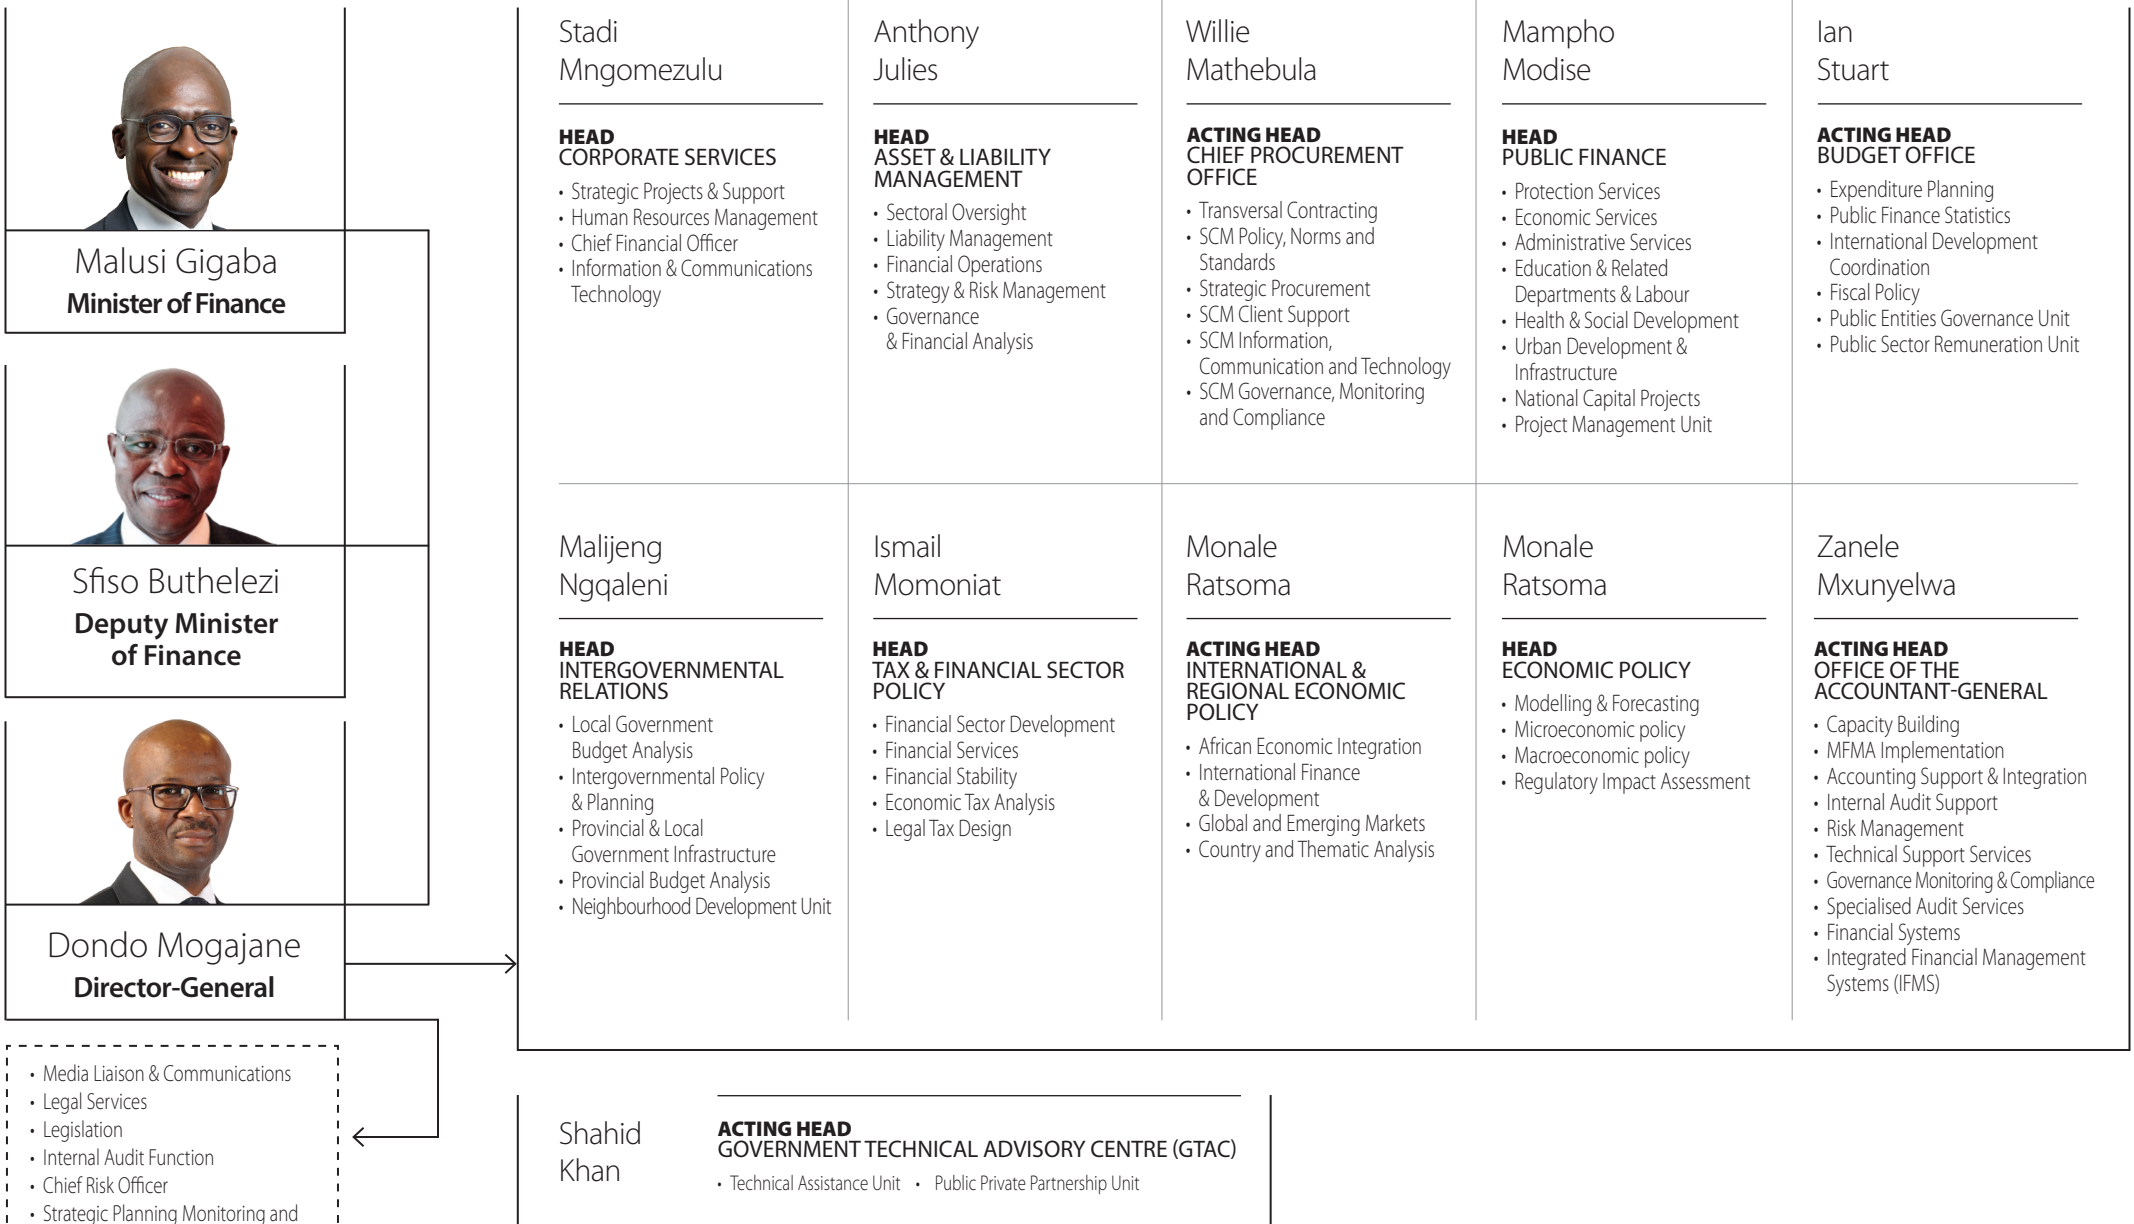 Malusi Gigaba
Minister of Finance
Sfiso Buthelezi
Deputy Minister
of Finance
Dondo Mogajane
Director-General
• Media Liaison & Communications
• Legal Services
• Legislation
• Internal Audit Function
• Chief Risk Officer
• Strategic Planning Monitoring and
Stadi
Mngomezulu
HEAD
CORPORATE SERVICES
• Strategic Projects & Support
• Human Resources Management
• Chief Financial Officer
• Information & Communications
Technology
Anthony
Julies
HEAD
ASSET & LIABILITY
MANAGEMENT
• Sectoral Oversight
• Liability Management
• Financial Operations
• Strategy & Risk Management
• Governance
& Financial Analysis
Willie
Mathebula
ACTING HEAD
CHIEF PROCUREMENT
OFFICE
• Transversal Contracting
• SCM Policy, Norms and
Standards
• Strategic Procurement
• SCM Client Support
• SCM Information,
Communication and Technology
• SCM Governance, Monitoring
and Compliance
Mampho
Modise
HEAD
PUBLIC FINANCE
• Protection Services
• Economic Services
• Administrative Services
• Education & Related
Departments & Labour
• Health & Social Development
• Urban Development &
Infrastructure
• National Capital Projects
• Project Management Unit
Ian
Stuart
ACTING HEAD
BUDGET OFFICE
• Expenditure Planning
• Public Finance Statistics
• International Development
Coordination
• Fiscal Policy
• Public Entities Governance Unit
• Public Sector Remuneration Unit
Malijeng
Ngqaleni
HEAD
INTERGOVERNMENTAL
RELATIONS
• Local Government
Budget Analysis
• Intergovernmental Policy
& Planning
• Provincial & Local
Government Infrastructure
• Provincial Budget Analysis
• Neighbourhood Development Unit
Ismail
Momoniat
HEAD
TAX & FINANCIAL SECTOR
POLICY
• Financial Sector Development
• Financial Services
• Financial Stability
• Economic Tax Analysis
• Legal Tax Design
Monale
Ratsoma
ACTING HEAD
INTERNATIONAL &
REGIONAL ECONOMIC
POLICY
• African Economic Integration
• International Finance
& Development
• Global and Emerging Markets
• Country and Thematic Analysis
Monale
Ratsoma
HEAD
ECONOMIC POLICY
• Modelling & Forecasting
• Microeconomic policy
• Macroeconomic policy
• Regulatory Impact Assessment
Zanele
Mxunyelwa
ACTING HEAD
OFFICE OF THE
ACCOUNTANT-GENERAL
• Capacity Building
• MFMA Implementation
• Accounting Support & Integration
• Internal Audit Support
• Risk Management
• Technical Support Services
• Governance Monitoring & Compliance
• Specialised Audit Services
• Financial Systems
• Integrated Financial Management
Systems (IFMS)
Shahid
Khan
ACTING HEAD
GOVERNMENT TECHNICAL ADVISORY CENTRE (GTAC)
• Technical Assistance Unit • Public Private Partnership Unit